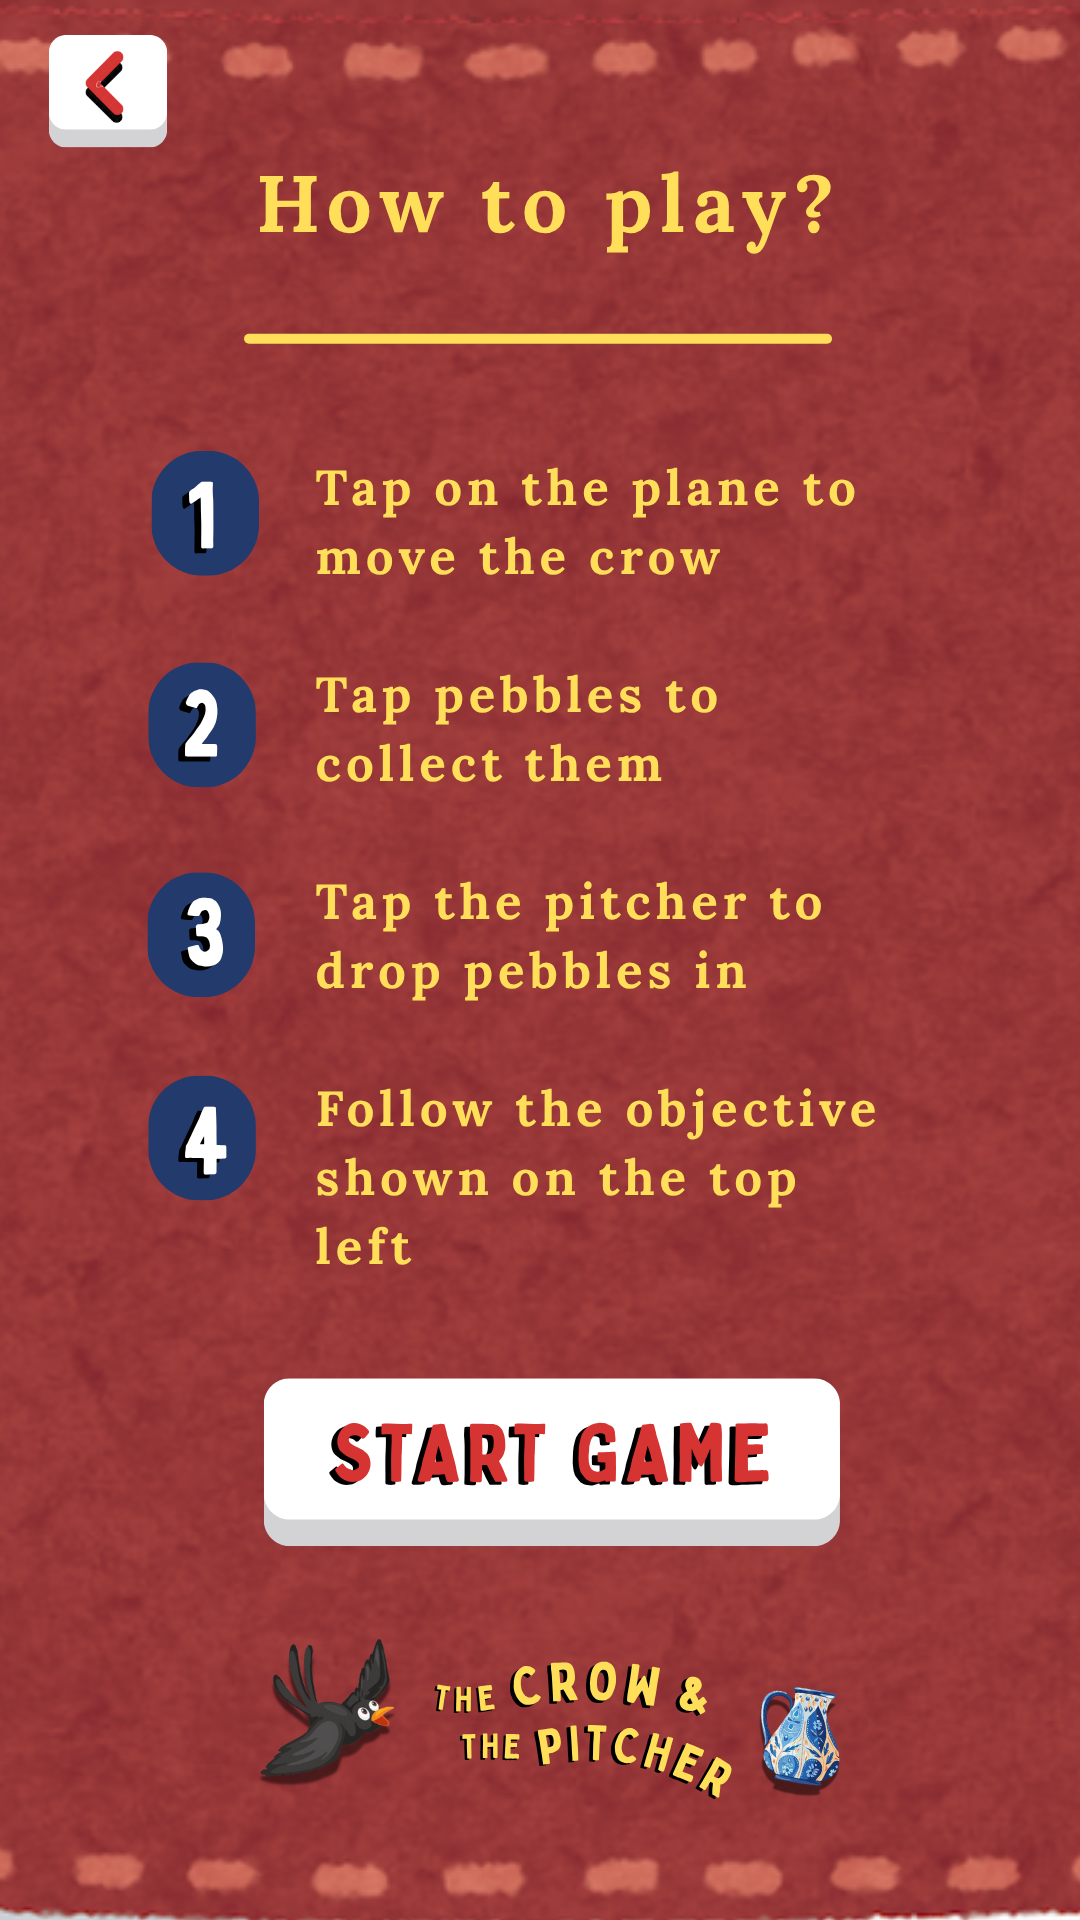 How to play?
1
Tap on the plane to
move the crow
2
Tap pebbles to
collect them
3
Tap the pitcher to
drop pebbles in
4
Follow the objective
shown on the top
left
START GAME
THE CROW &
THE PITCHER